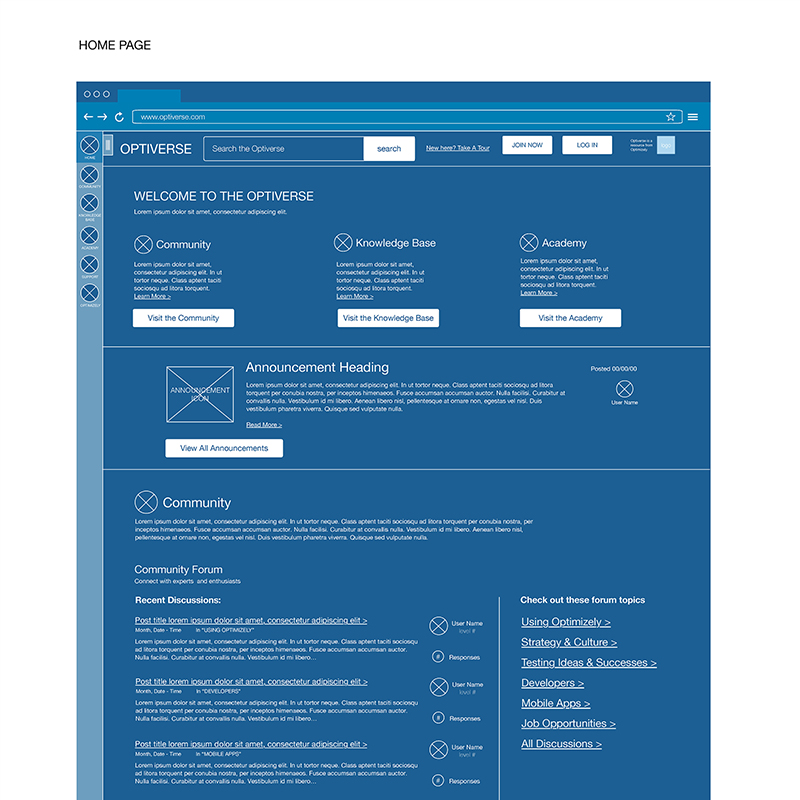 HOME PAGE
www.optiverse.com
HOME
COMMUNITY
KNOWLEDGE
BASE
ACADEMY
SUPPORT
OPTIMIZELY
OPTIVERSE
Search the Optiverse
search
New here? Take A Tour
JOIN NOW
LOG IN
Optiverse is a
resource from
Optimizely
logo
WELCOME TO THE OPTIVERSE
Lorem ipsum dolor sit amet, consectetur adipiscing elit.
Community
Lorem ipsum dolor sit amet,
consectetur adipiscing elit. In ut
tortor neque. Class aptent taciti
sociosqu ad litora torquent.
Learn More >
Visit the Community
Knowledge Base
Lorem ipsum dolor sit amet,
consectetur adipiscing elit. In ut
tortor neque. Class aptent taciti
sociosqu ad litora torquent.
Learn More >
Visit the Knowledge Base
Academy
Lorem ipsum dolor sit amet,
consectetur adipiscing elit. In ut
tortor neque. Class aptent taciti
sociosqu ad litora torquent.
Learn More >
Visit the Academy
ANNOUNCEMENT
ICON
Announcement Heading
Lorem ipsum dolor sit amet, consectetur adipiscing elit. In ut tortor neque. Class aptent taciti sociosqu ad litora
torquent per conubia nostra, per inceptos himenaeos. Fusce accumsan accumsan auctor. Nulla facilisi. Curabitur at
convallis nulla. Vestibulum id mi libero. Aenean libero nisl, pellentesque at ornare non, egestas vel nisl. Duis
vestibulum pharetra viverra. Quisque sed vulputate nulla.
Read More >
Posted 00/00/00
User Name
View All Announcements
Community
Lorem ipsum dolor sit amet, consectetur adipiscing elit. In ut tortor neque. Class aptent taciti sociosqu ad litora torquent per conubia nostra, per
inceptos himenaeos. Fusce accumsan accumsan auctor. Nulla facilisi. Curabitur at convallis nulla. Vestibulum id mi libero. Aenean libero nisl,
pellentesque at ornare non, egestas vel nisl. Duis vestibulum pharetra viverra. Quisque sed vulputate nulla.
Community Forum
Connect with experts and enthusiasts
Recent Discussions:
Post title lorem ipsum dolor sit amet, consectetur adipiscing elit >
Month, Date - Time In "USING OPTIMIZELY"
Lorem ipsum dolor sit amet, consectetur adipiscing elit. In ut tortor neque. Class aptent taciti sociosqu
ad litora torquent per conubia nostra, per inceptos himenaeos. Fusce accumsan accumsan auctor.
Nulla facilisi. Curabitur at convallis nulla. Vestibulum id mi libero...
User Name
level #
# Responses
Post title lorem ipsum dolor sit amet, consectetur adipiscing elit >
Month, Date - Time In "DEVELOPERS"
Lorem ipsum dolor sit amet, consectetur adipiscing elit. In ut tortor neque. Class aptent taciti sociosqu
ad litora torquent per conubia nostra, per inceptos himenaeos. Fusce accumsan accumsan auctor.
Nulla facilisi. Curabitur at convallis nulla. Vestibulum id mi libero...
User Name
level #
# Responses
Post title lorem ipsum dolor sit amet, consectetur adipiscing elit >
Month, Date - Time In "MOBILE APPS"
Lorem ipsum dolor sit amet, consectetur adipiscing elit. In ut tortor neque. Class aptent taciti sociosqu
ad litora torquent per conubia nostra, per inceptos himenaeos. Fusce accumsan accumsan auctor.
Nulla facilisi. Curabitur at convallis nulla. Vestibulum id mi libero...
User Name
level #
# Responses
Check out these forum topics
Using Optimizely >
Strategy & Culture >
Testing Ideas & Successes >
Developers >
Mobile Apps >
Job Opportunities >
All Discussions >